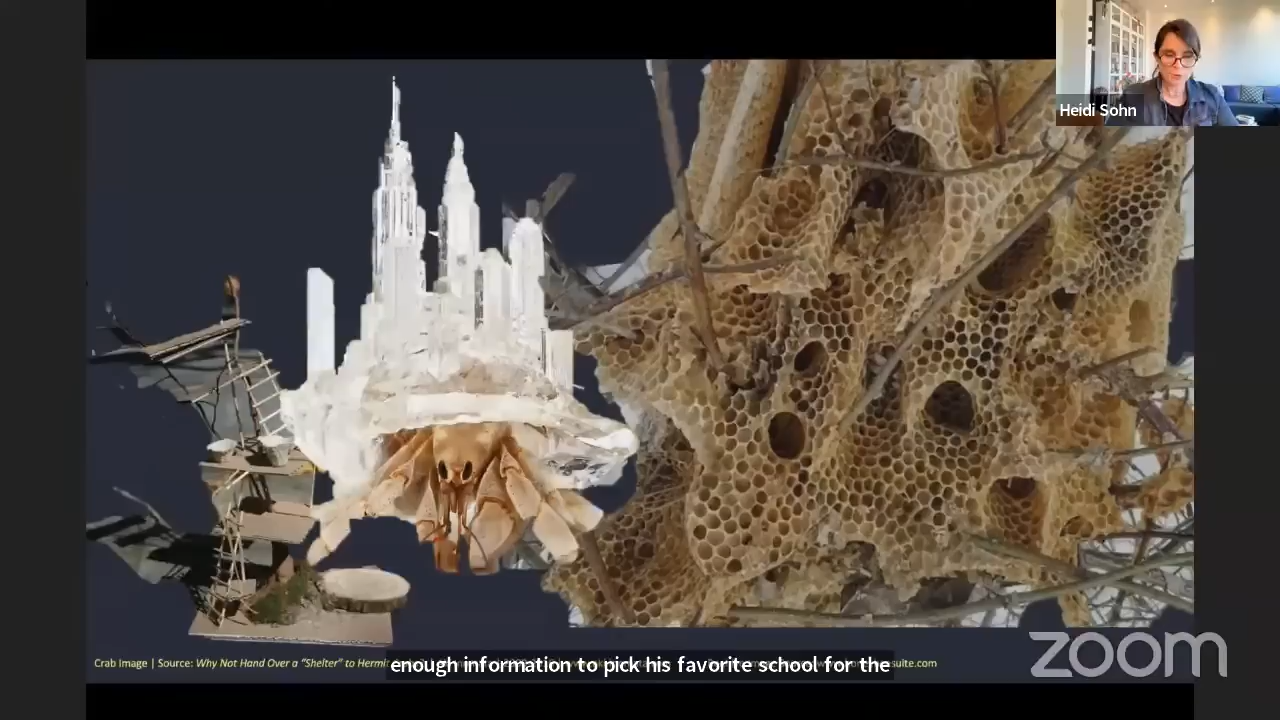 Heidi Sohn
zoom
Crab Image | Source: Why Not Hand Over a "Shelter" to Hermi
enough information to pick his favorite school for the
suite.com